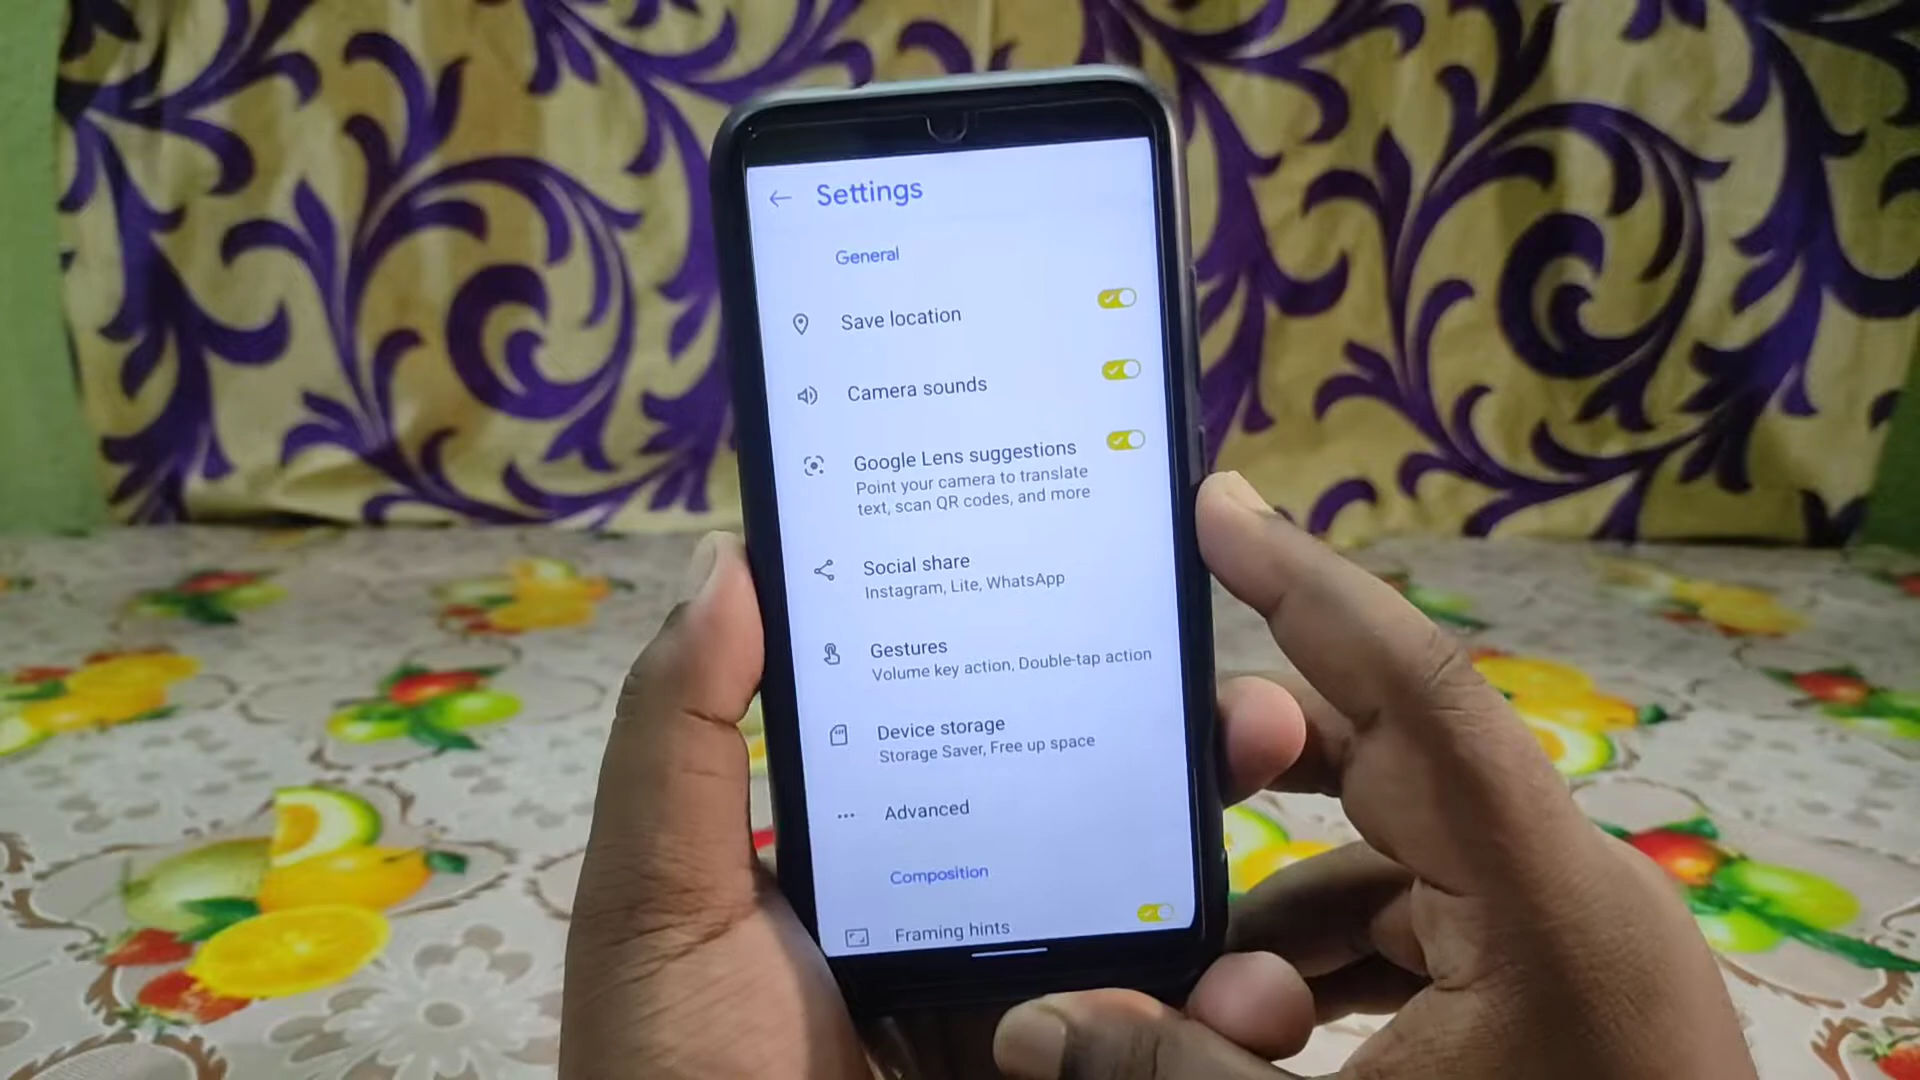 Settings
General
Save location
Camera sounds
Google Lens suggestions
Point your camera to translate
text, scan QR codes, and more
Social share
Instagram, Lite, WhatsApp
Gestures
Volume key action, Double-tap action
Device storage
Storage Saver, Free up space
Advanced
Composition
Framing hints